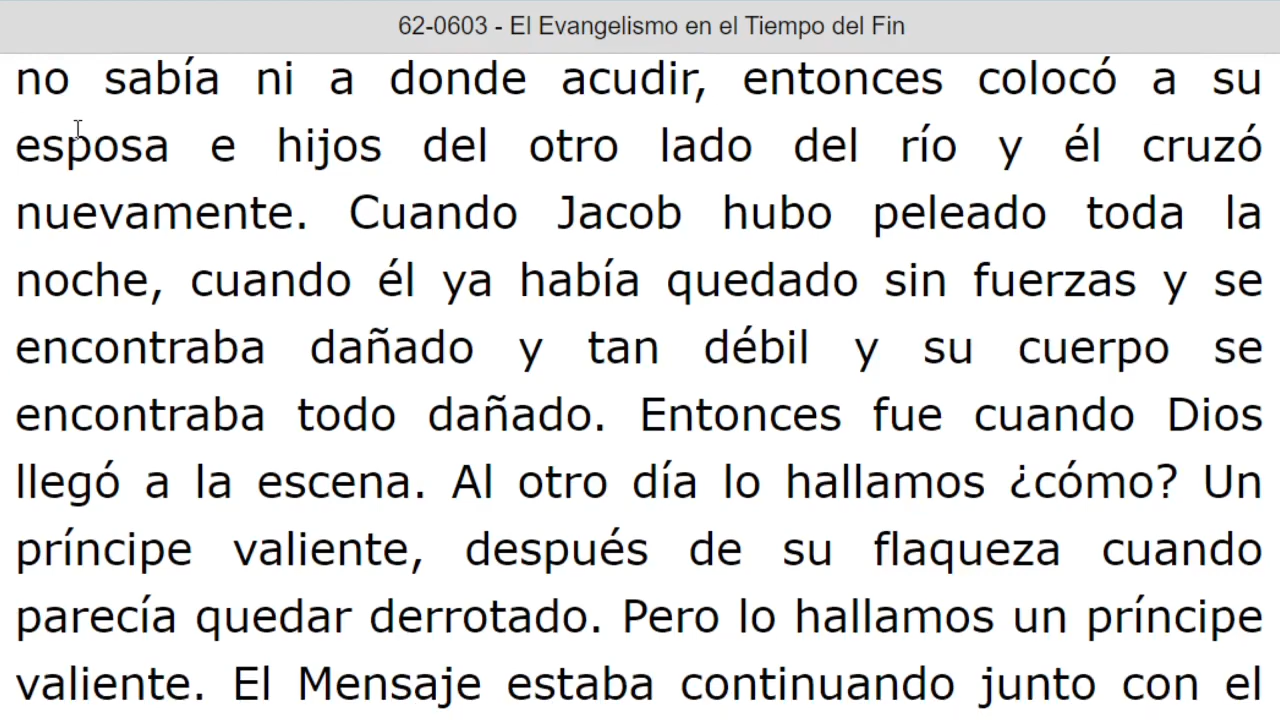 62-0603 - El Evangelismo en el Tiempo del Fin
no sabía ni a donde acudir, entonces colocó a su
esposa e hijos del otro lado del río y él cruzó
nuevamente. Cuando Jacob hubo peleado toda la
noche, cuando él ya había quedado sin fuerzas y se
encontraba dañado y tan débil y su cuerpo se
encontraba todo dañado. Entonces fue cuando Dios
llegó a la escena. Al otro día lo hallamos ¿cómo? Un
príncipe valiente, después de su flaqueza cuando
parecía quedar derrotado. Pero lo hallamos un príncipe
valiente. El Mensaje estaba continuando junto con el